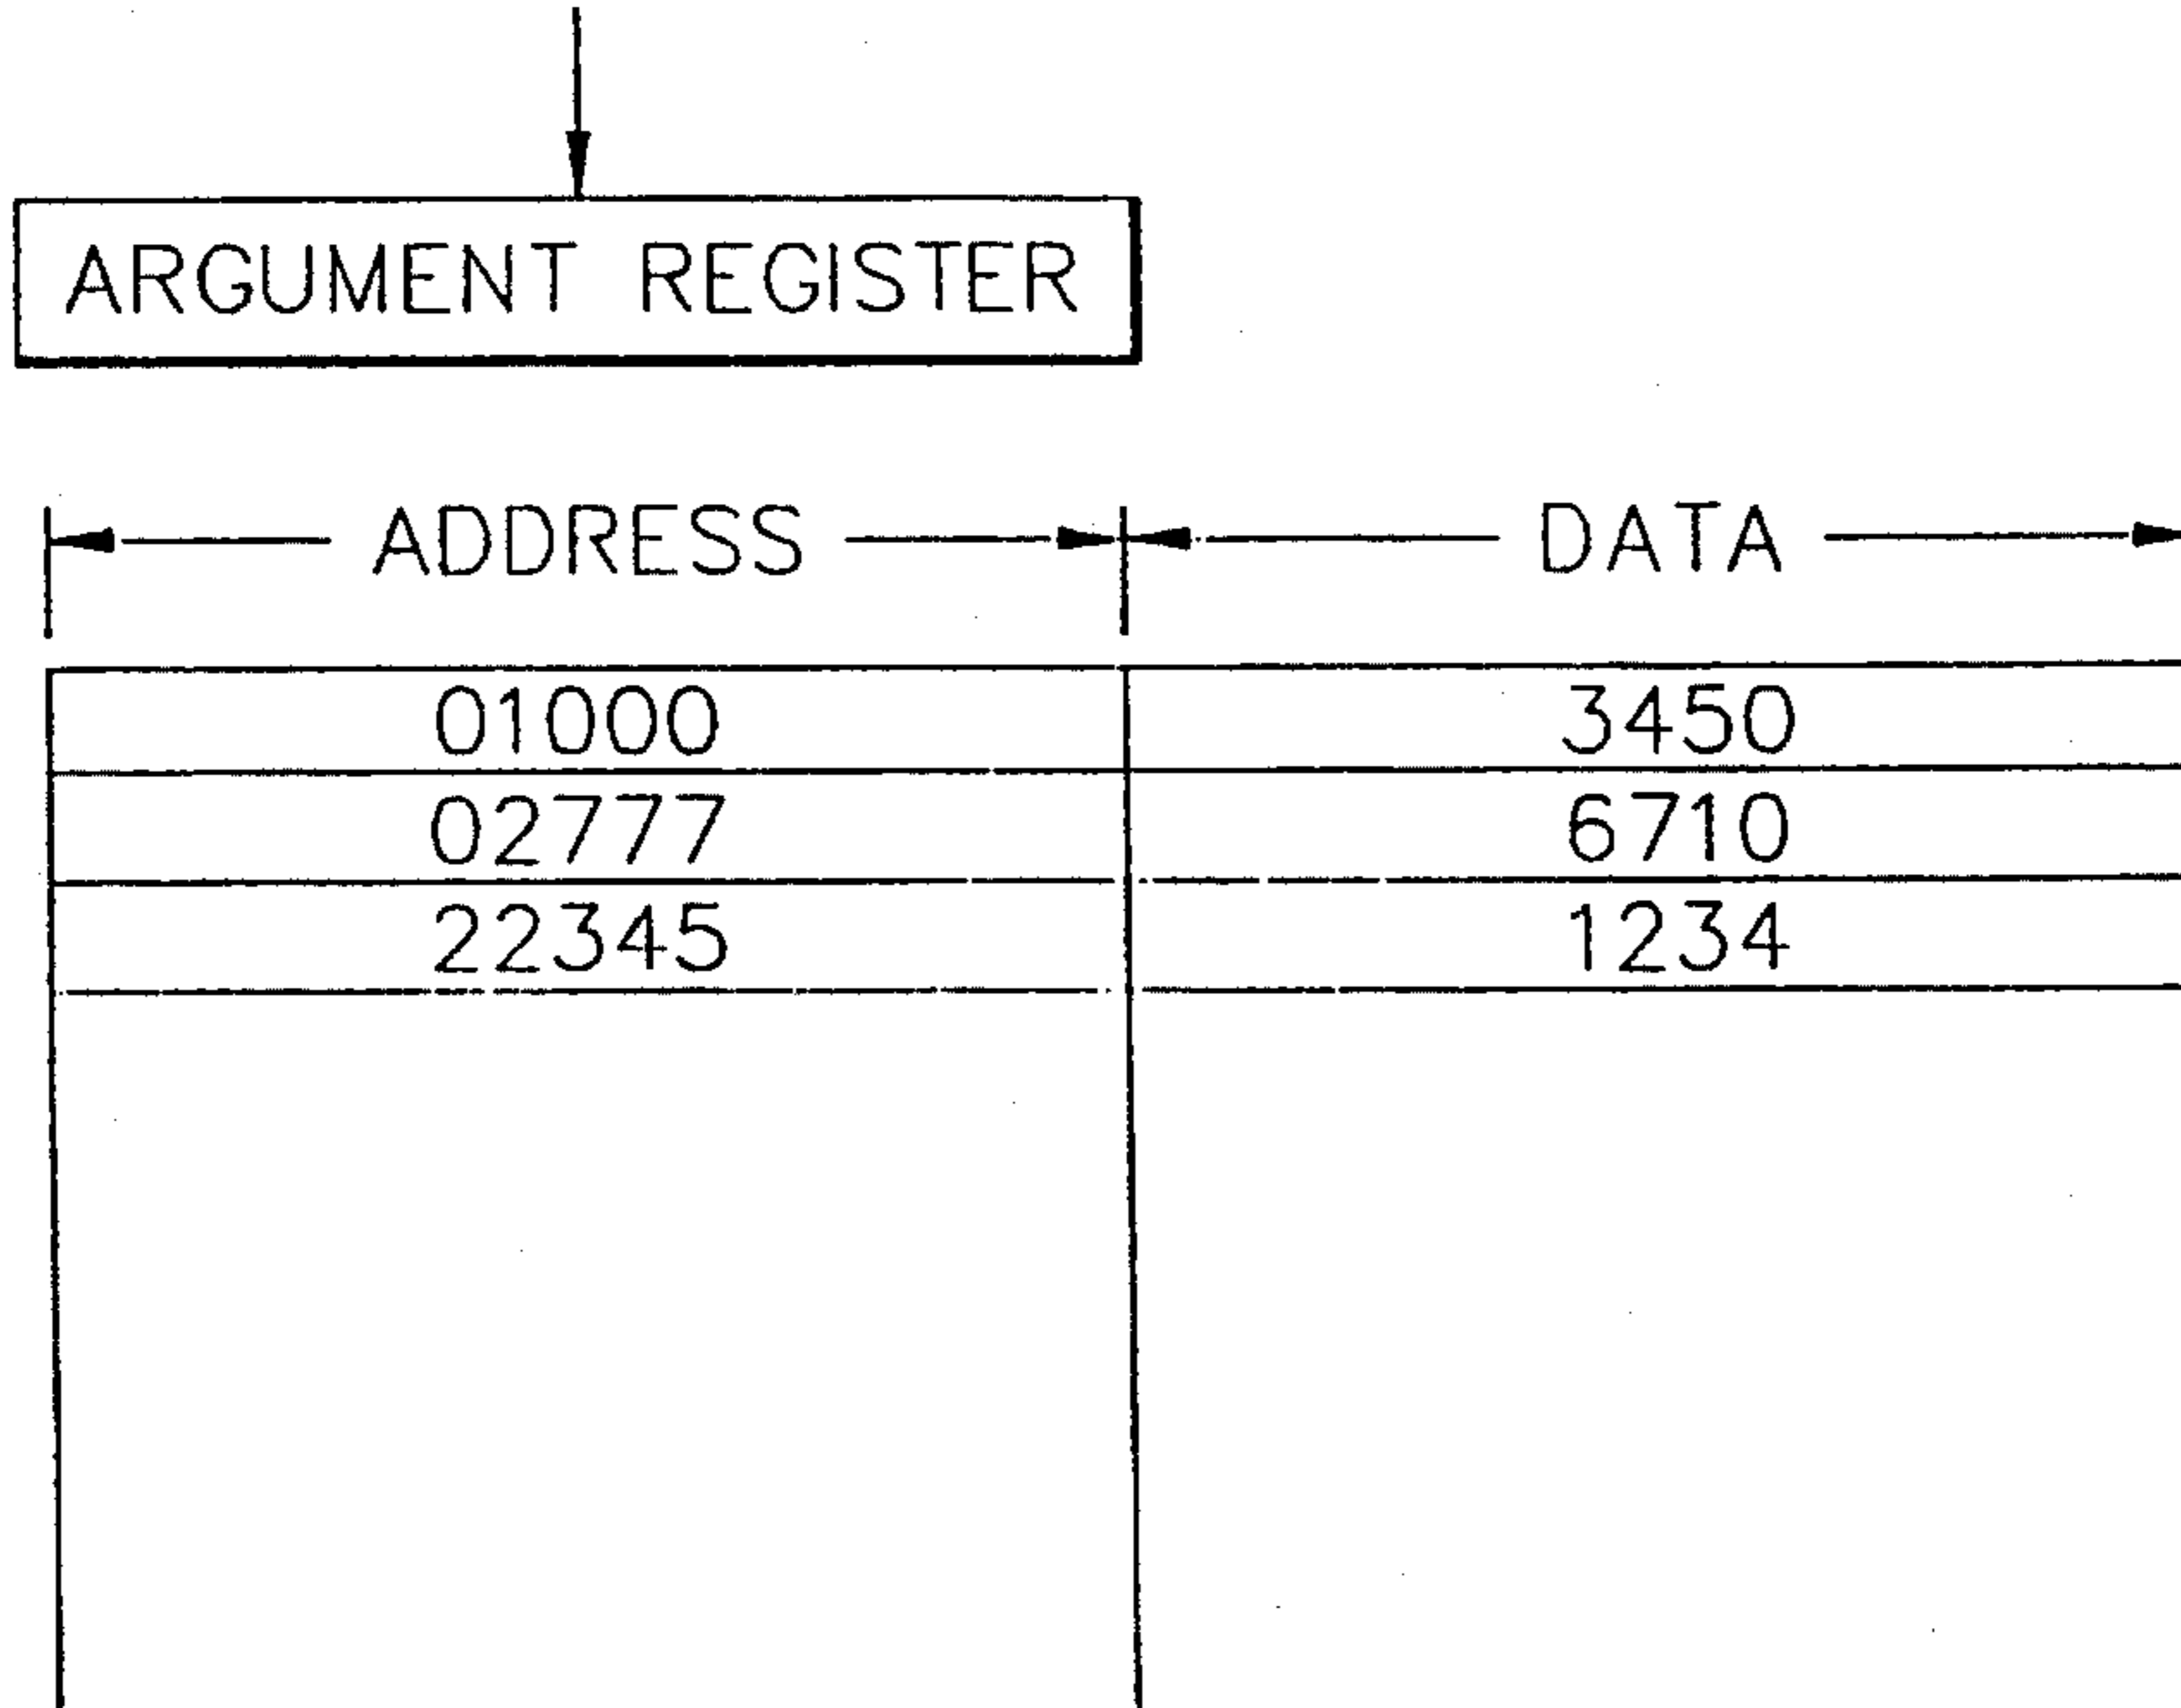 ARGUMENT REGISTER
ADDRESS DATA
01000 3450
02777 6710
22345 1234